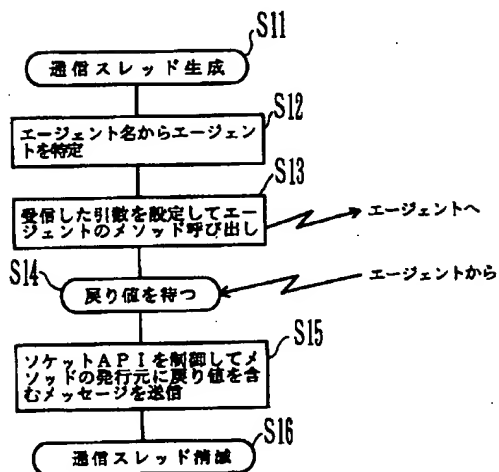 S11
通信スレッド生成
S12
エージェント名からエージェン
トを特定
S13
受信した引数を設定してエー
ジェントのメソッド呼び出し
エージェントへ
S14
戻り値を待つ
エージェントから
S15
ソケットAPIを制御してメ
ソッドの発行元に戻り値を含
むメッセージを送信
S16
通信スレッド消滅